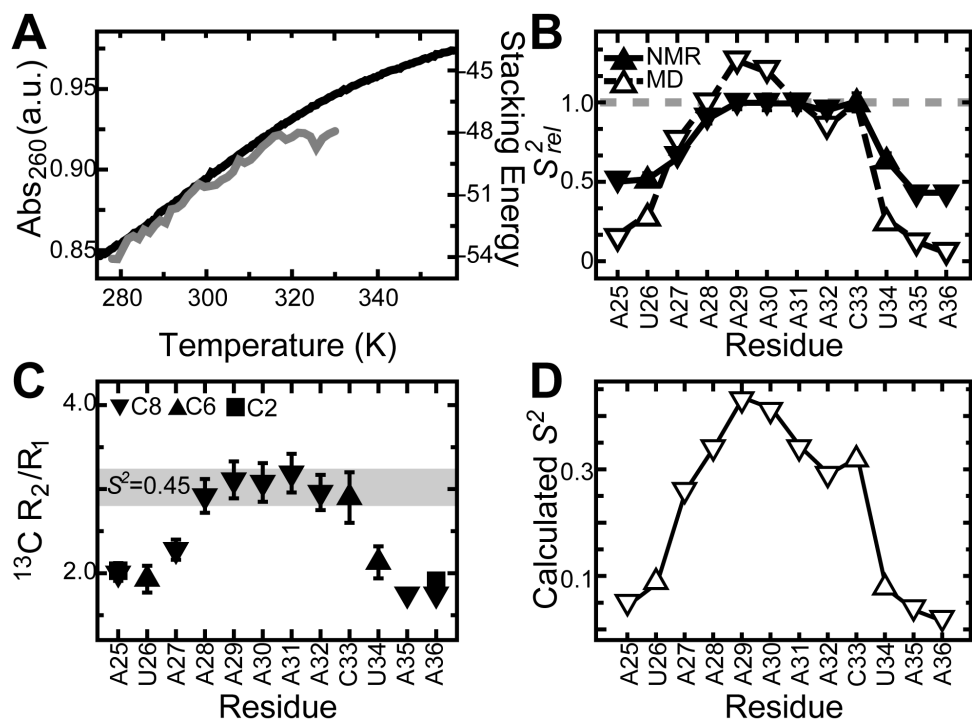 A
Abs260 (a.u.)
0.95
0.90
0.85
280 300 320 340
Temperature (K)
-45
-48
-51
-54
Stacking Energy
B
NMR
MD
S²rel
1.0
0.5
0
A25 U26 A27 A28 A29 A30 A31 A32 C33 U34 A35 A36
Residue
C
C8 C6 C2
¹³C R₂/R₁
4.0
S²=0.45
2.0
A25 U26 A27 A28 A29 A30 A31 A32 C33 U34 A35 A36
Residue
D
Calculated S²
0.3
0.1
A25 U26 A27 A28 A29 A30 A31 A32 C33 U34 A35 A36
Residue